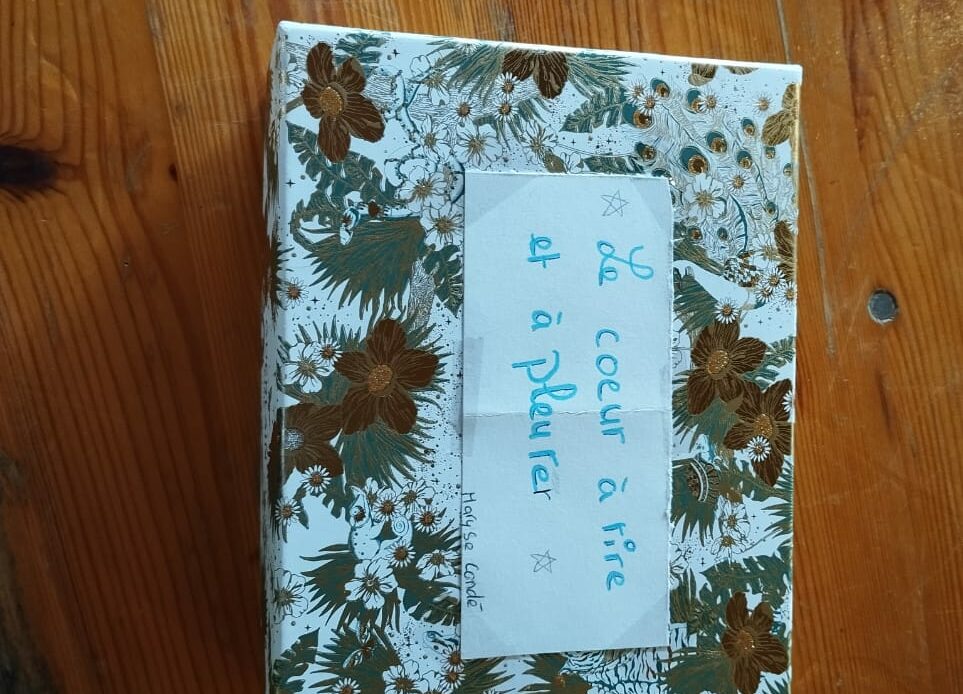 Le coeur à rire
et à pleurer
Maryse Condé